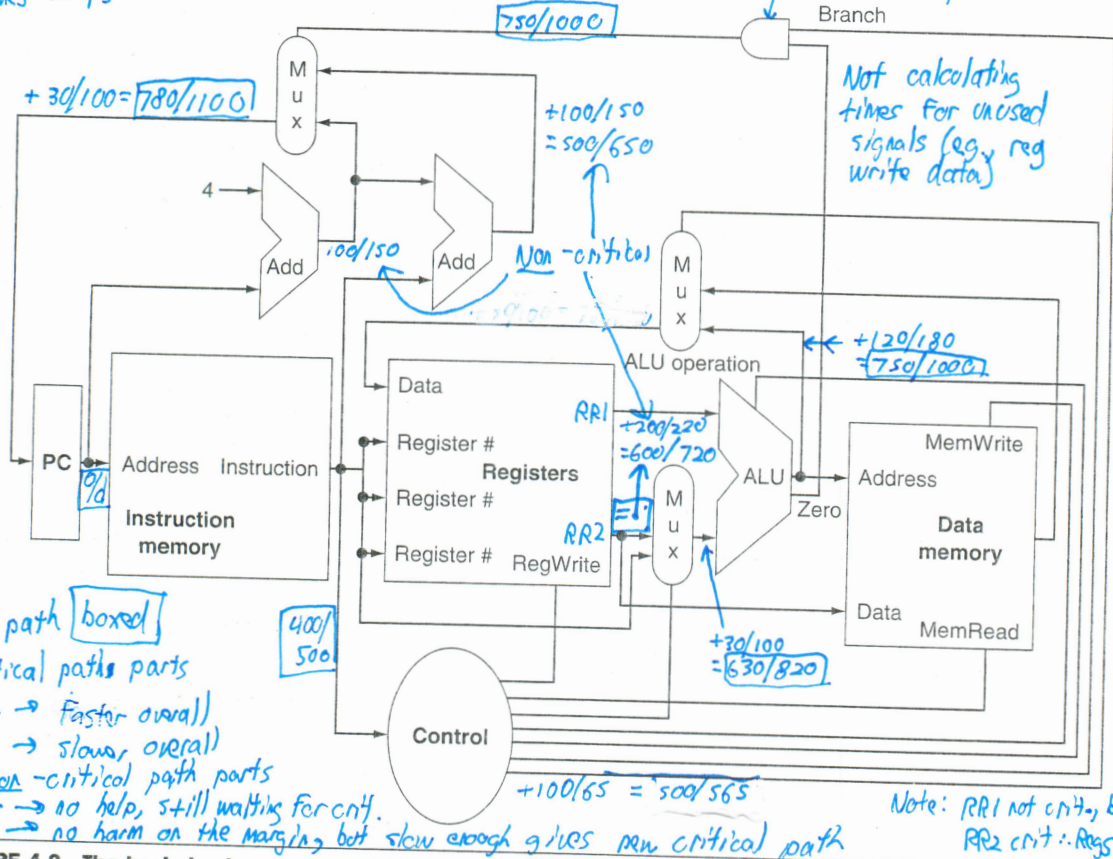 750/1000
Branch
+ 30/100 = 780/1100
Mux
+100/150
= 500/650
Not calculating
times for unused
signals (eg, reg
write data)
4
Add
100/150
Add
Non-critical
Mux
+120/180
= 750/1000
ALU operation
Data
RR1
+200/220
= 600/720
Register #
Registers
Register #
RR2
Register #
RegWrite
Mux
ALU
Zero
MemWrite
Address
Data
memory
Data
MemRead
PC
0/d
Address Instruction
Instruction
memory
path boxed
ical paths parts
→ faster overall
→ slower overall
on-critical path parts
→ no help, still waiting for crit.
→ no harm on the margin, but slow enough gives new critical path
400/
500
+30/100
= 630/820
Control
+100/65 = 500/565
Note: RR1 not crit,
RR2 crit ∴ Regs